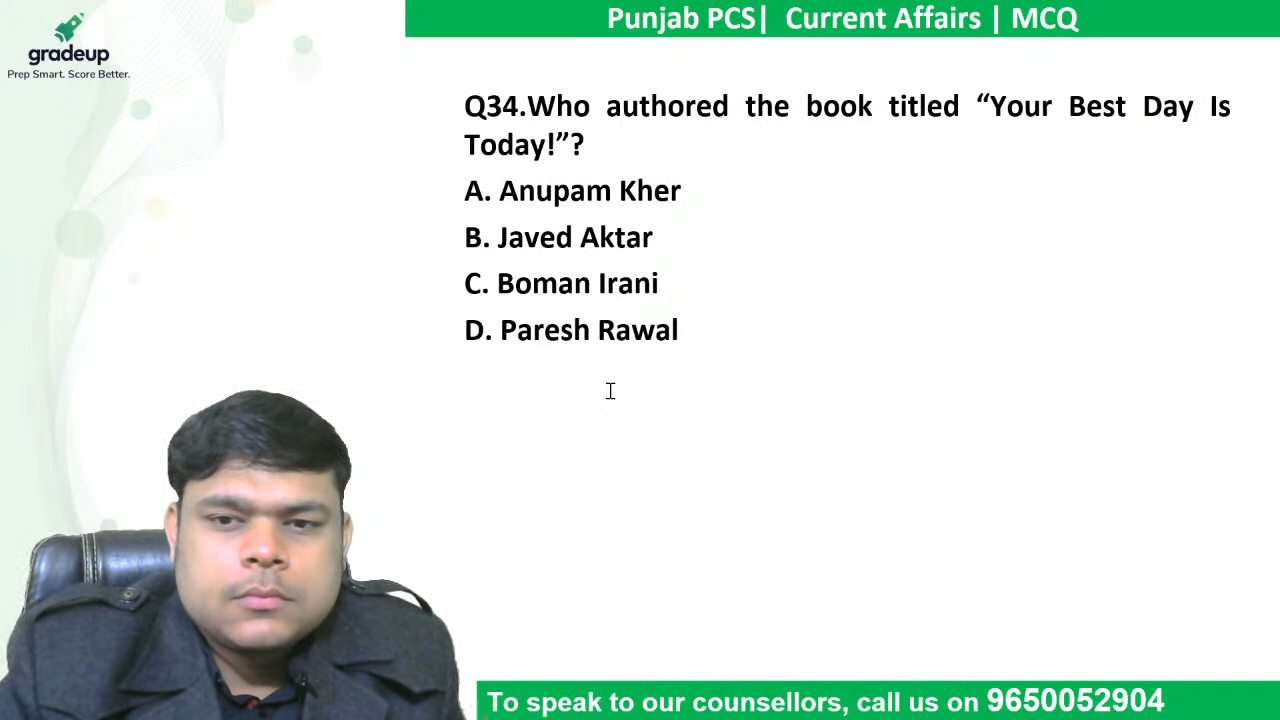 Punjab PCS| Current Affairs | MCQ
gradeup
Prep Smart. Score Better.
Q34.Who authored the book titled “Your Best Day Is
Today!”?
A. Anupam Kher
B. Javed Aktar
C. Boman Irani
D. Paresh Rawal
To speak to our counsellors, call us on 9650052904